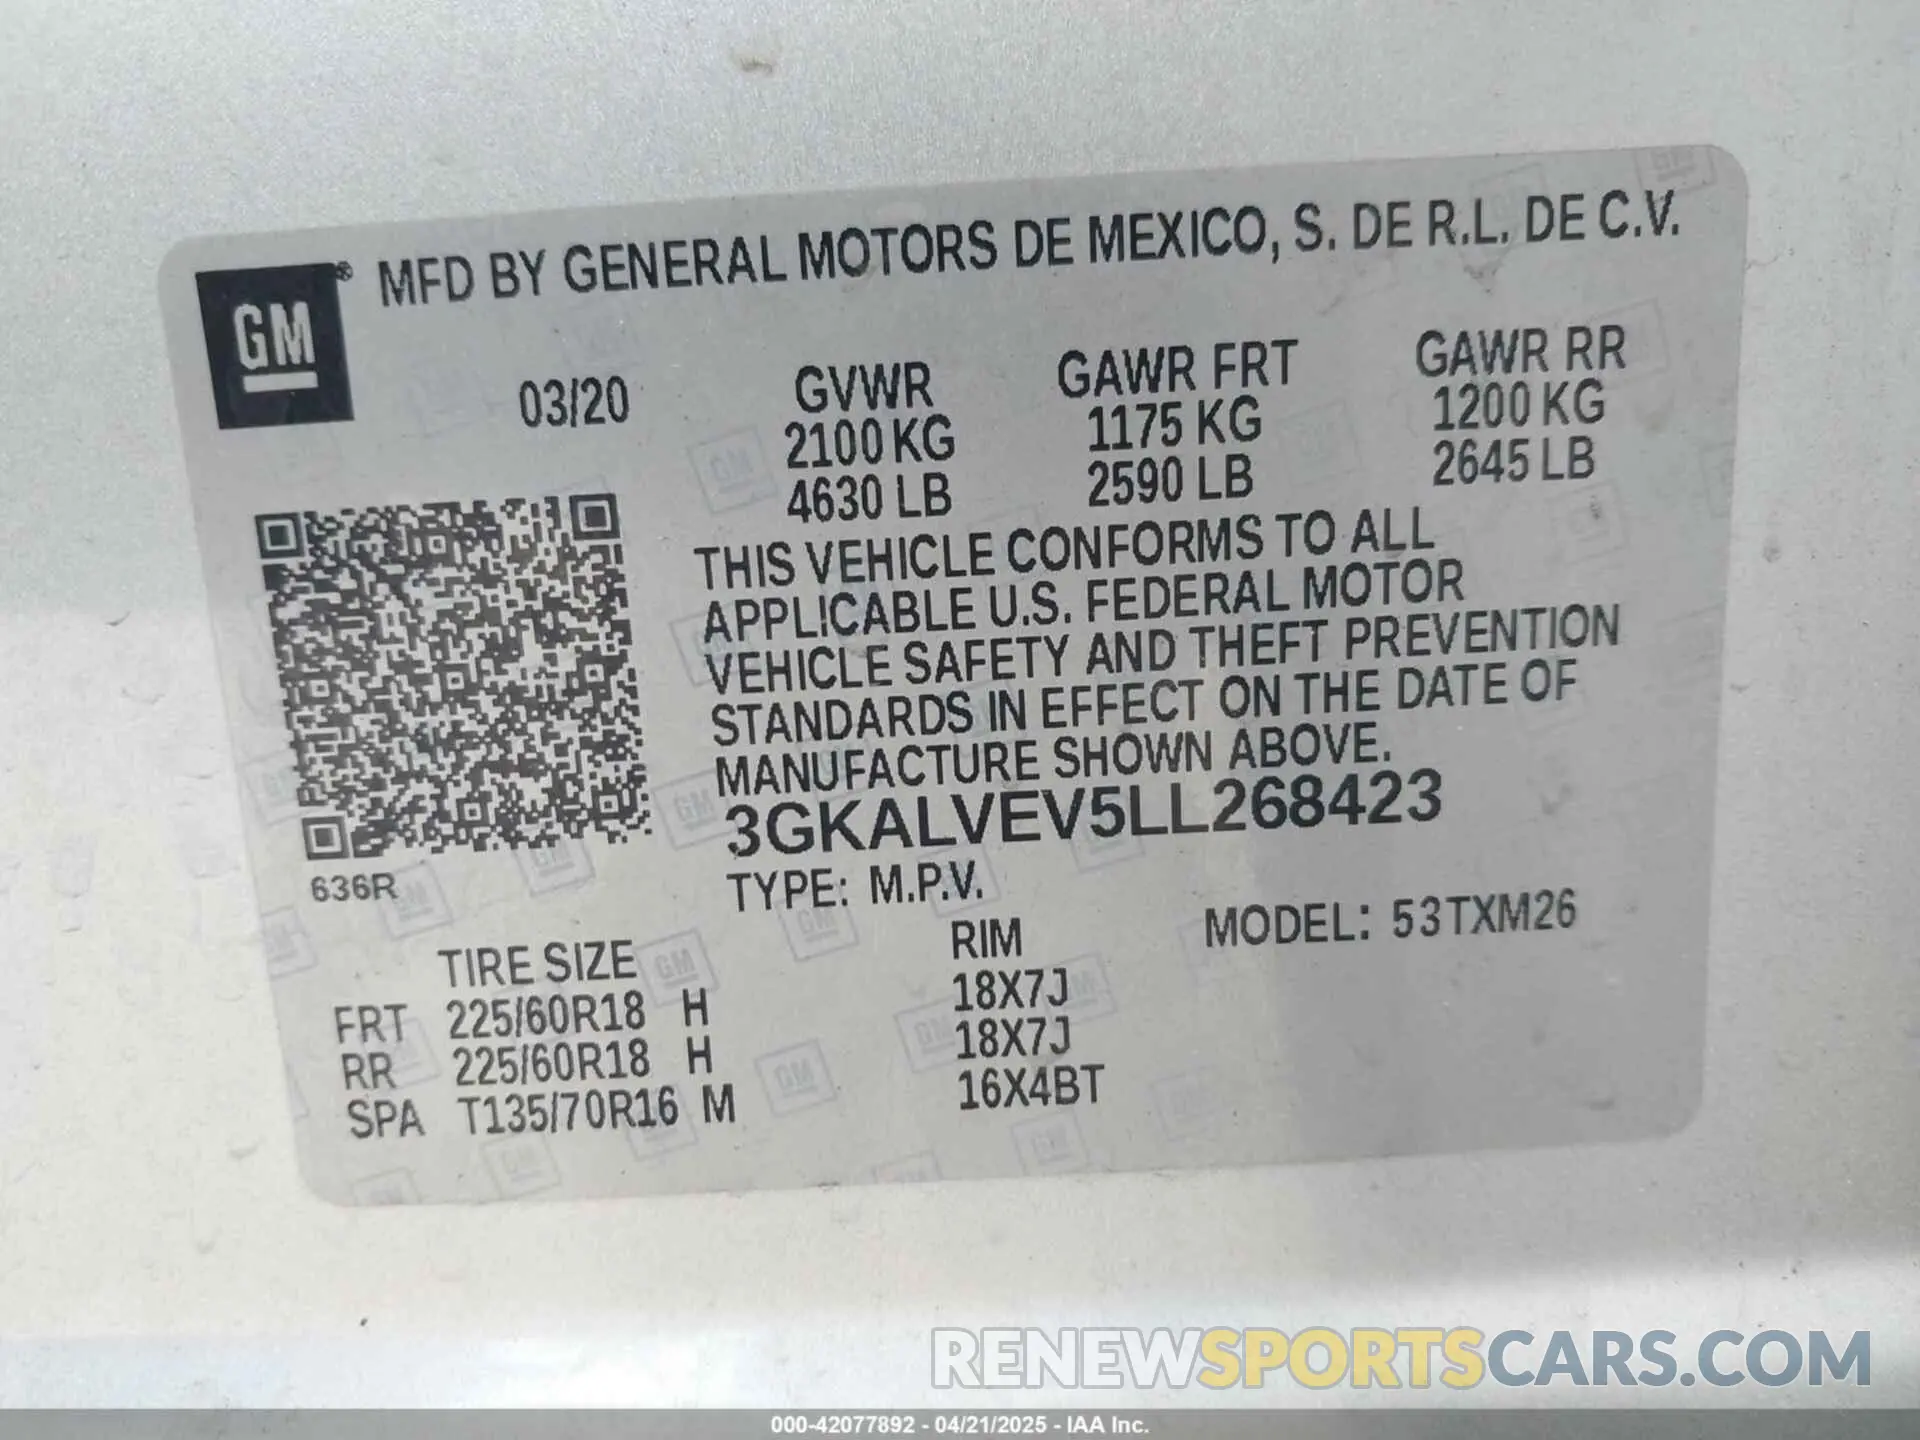 GM®
MFD BY GENERAL MOTORS DE MEXICO, S. DE R.L. DE C.V.
03/20
GVWR GAWR FRT GAWR RR
2100 KG 1175 KG 1200 KG
4630 LB 2590 LB 2645 LB
THIS VEHICLE CONFORMS TO ALL
APPLICABLE U.S. FEDERAL MOTOR
VEHICLE SAFETY AND THEFT PREVENTION
STANDARDS IN EFFECT ON THE DATE OF
MANUFACTURE SHOWN ABOVE.
3GKALVEV5LL268423
636R
TYPE: M.P.V.
MODEL: 53TXM26
TIRE SIZE RIM
FRT 225/60R18 H 18X7J
RR 225/60R18 H 18X7J
SPA T135/70R16 M 16X4BT
RENEWSPORTSCARS.COM
000-42077892 - 04/21/2025 - IAA Inc.